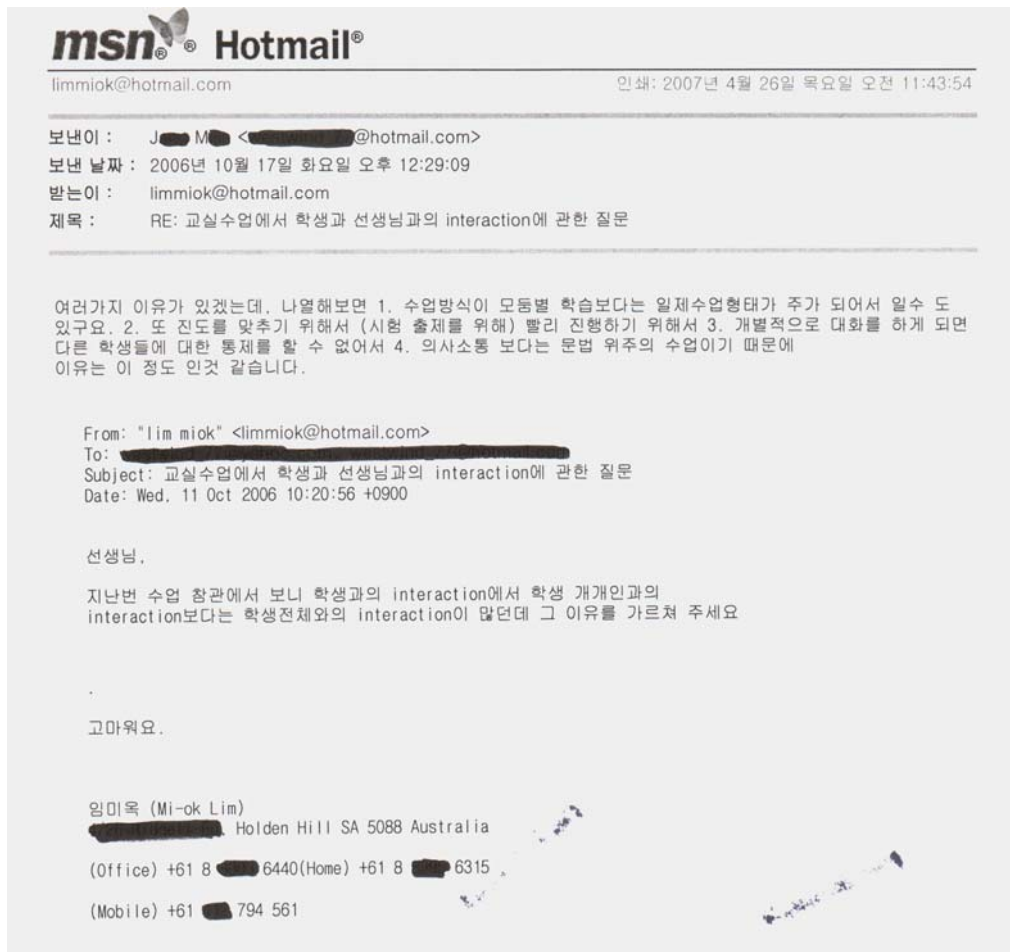 msn® Hotmail®
limmiok@hotmail.com 인쇄: 2007년 4월 26일 목요일 오전 11:43:54
보낸이 : J M < @hotmail.com>
보낸 날짜 : 2006년 10월 17일 화요일 오후 12:29:09
받는이 : limmiok@hotmail.com
제목 : RE: 교실수업에서 학생과 선생님과의 interaction에 관한 질문
여러가지 이유가 있겠는데, 나열해보면 1. 수업방식이 모둠별 학습보다는 일제수업형태가 주가 되어서 일수 도
있구요. 2. 또 진도를 맞추기 위해서 (시험 출제를 위해) 빨리 진행하기 위해서 3. 개별적으로 대화를 하게 되면
다른 학생들에 대한 통제를 할 수 없어서 4. 의사소통 보다는 문법 위주의 수업이기 때문에
이유는 이 정도 인것 같습니다.
From: "lim miok" <limmiok@hotmail.com>
To:
Subject: 교실수업에서 학생과 선생님과의 interaction에 관한 질문
Date: Wed, 11 Oct 2006 10:20:56 +0900
선생님,
지난번 수업 참관에서 보니 학생과의 interaction에서 학생 개개인과의
interaction보다는 학생전체와의 interaction이 많던데 그 이유를 가르쳐 주세요
.
고마워요.
임미옥 (Mi-ok Lim)
Holden Hill SA 5088 Australia
(Office) +61 8 6440(Home) +61 8 6315
(Mobile) +61 794 561